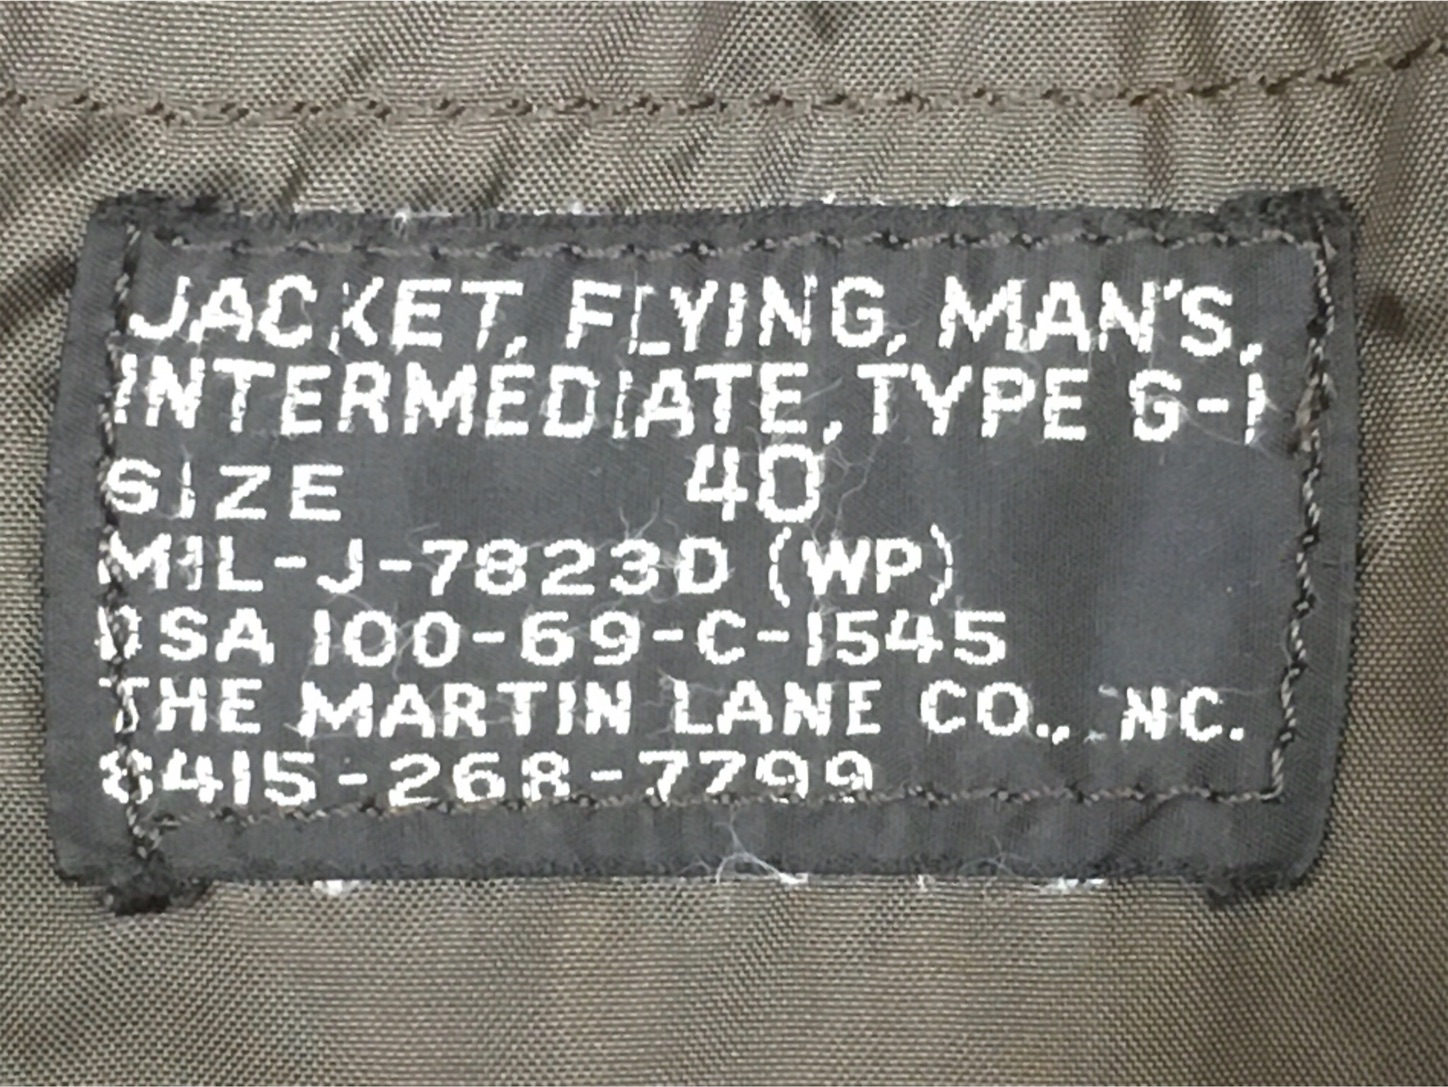 JACKET, FLYING, MAN'S,
INTERMEDIATE, TYPE G-1
SIZE 40
MIL-J-7823D (WP)
DSA 100-69-C-1545
THE MARTIN LANE CO., INC.
8415-268-7799